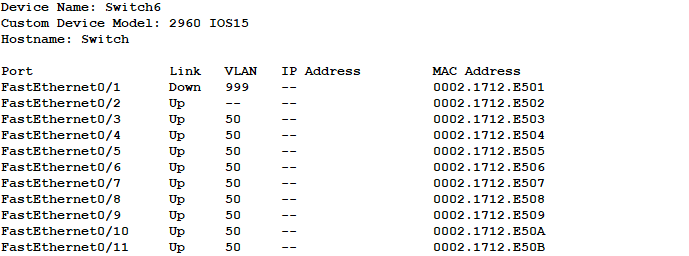 Device Name: Switch6
Custom Device Model: 2960 IOS15
Hostname: Switch
Port Link VLAN IP Address MAC Address
FastEthernet0/1 Down 999 -- 0002.1712.E501
FastEthernet0/2 Up -- -- 0002.1712.E502
FastEthernet0/3 Up 50 -- 0002.1712.E503
FastEthernet0/4 Up 50 -- 0002.1712.E504
FastEthernet0/5 Up 50 -- 0002.1712.E505
FastEthernet0/6 Up 50 -- 0002.1712.E506
FastEthernet0/7 Up 50 -- 0002.1712.E507
FastEthernet0/8 Up 50 -- 0002.1712.E508
FastEthernet0/9 Up 50 -- 0002.1712.E509
FastEthernet0/10 Up 50 -- 0002.1712.E50A
FastEthernet0/11 Up 50 -- 0002.1712.E50B